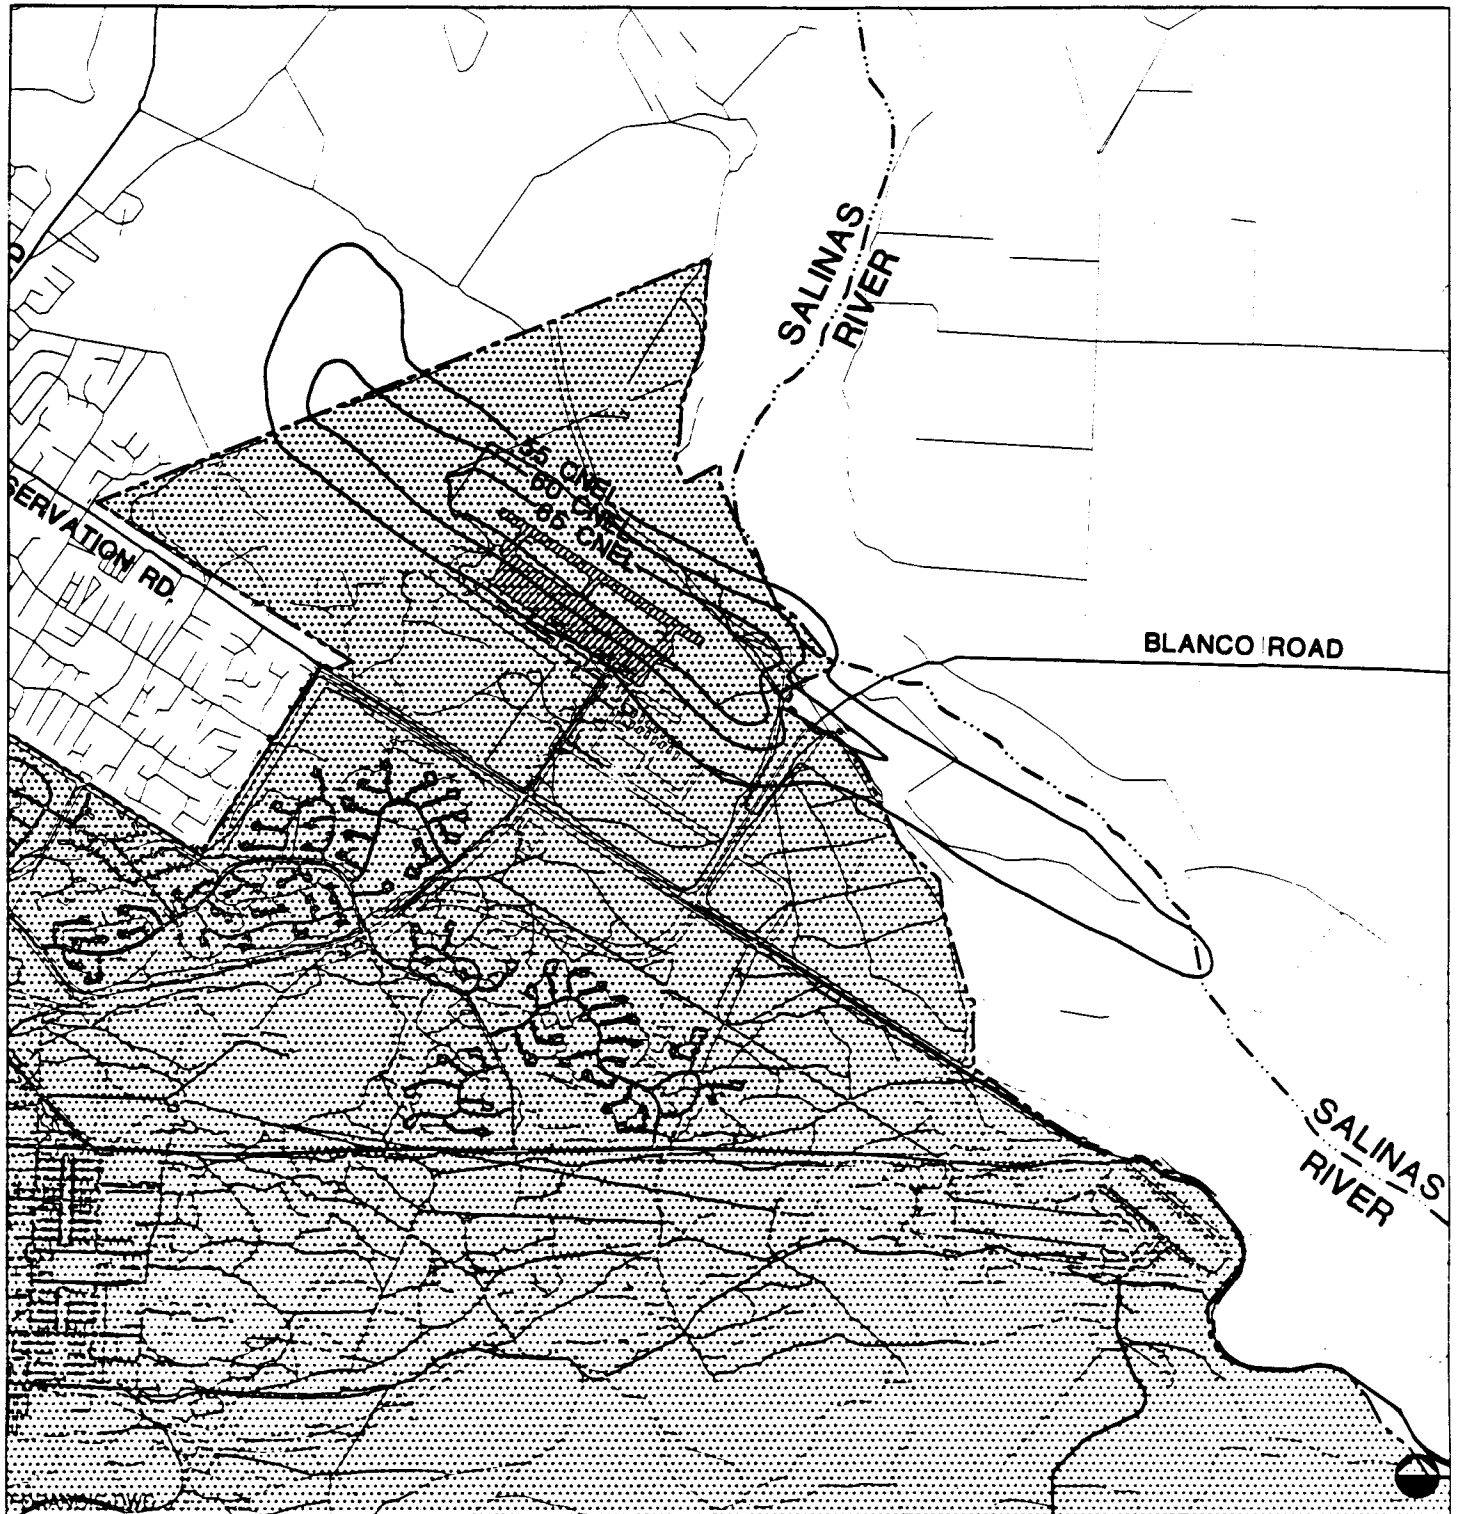 SALINAS
RIVER
55 CNEL
60 CNEL
65 CNEL
SERVATION RD.
BLANCO ROAD
SALINAS
RIVER